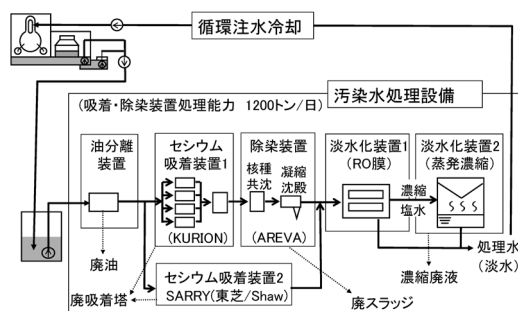 循環注水冷却
汚染水処理設備
(吸着・除染装置処理能力 1200トン/日)
油分離
装置
セシウム
吸着装置1
(KURION)
除染装置
核種
共沈
凝縮
沈殿
(AREVA)
淡水化装置1
(RO膜)
濃縮
塩水
淡水化装置2
(蒸発濃縮)
処理水
(淡水)
廃油
セシウム吸着装置2
SARRY(東芝/Shaw)
廃吸着塔
廃スラッジ
濃縮廃液